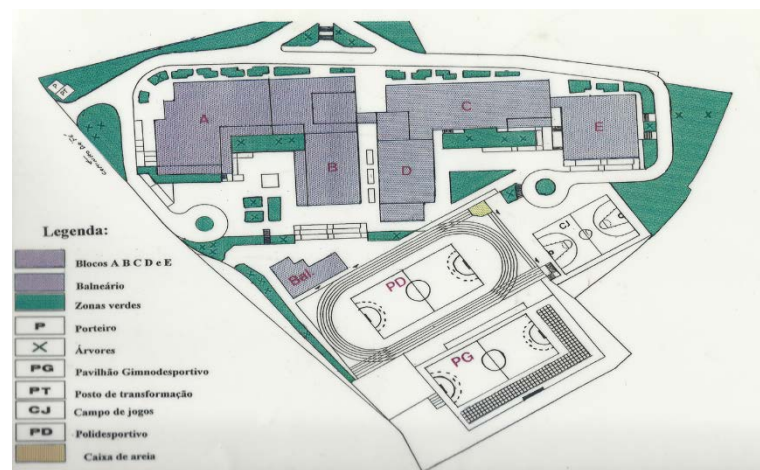 A
C
E
B
D
CJ
Bal.
PD
PG
Legenda:
Blocos A B C D e E
Balneário
Zonas verdes
P Porteiro
X Árvores
PG Pavilhão Gimnodesportivo
PT Posto de transformação
CJ Campo de jogos
PD Polidesportivo
Caixa de areia